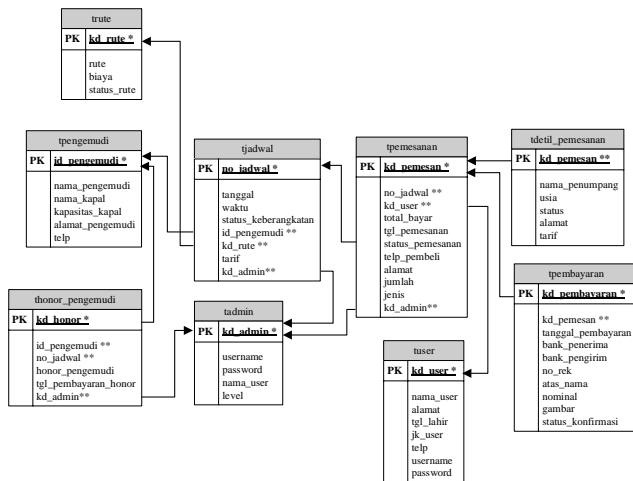 trute
PK kd_rute *
rute
biaya
status_rute
tpengemudi
PK id_pengemudi *
nama_pengemudi
nama_kapal
kapasitas_kapal
alamat_pengemudi
telp
thonor_pengemudi
PK kd_honor *
id_pengemudi **
no_jadwal **
honor_pengemudi
tgl_pembayaran_honor
kd_admin**
tjadwal
PK no_jadwal *
tanggal
waktu
status_keberangkatan
id_pengemudi **
kd_rute **
tarif
kd_admin**
tadmin
PK kd_admin *
username
password
nama_user
level
tpemesanan
PK kd_pemesan *
no_jadwal **
kd_user **
total_bayar
tgl_pemesanan
status_pemesanan
telp_pembeli
alamat
jumlah
jenis
kd_admin**
tuser
PK kd_user *
nama_user
alamat
tgl_lahir
jk_user
telp
username
password
tdetil_pemesanan
PK kd_pemesan **
nama_penumpang
usia
status
alamat
tarif
tpembayaran
PK kd_pembayaran *
kd_pemesan **
tanggal_pembayaran
bank_penerima
bank_pengirim
no_rek
atas_nama
nominal
gambar
status_konfirmasi